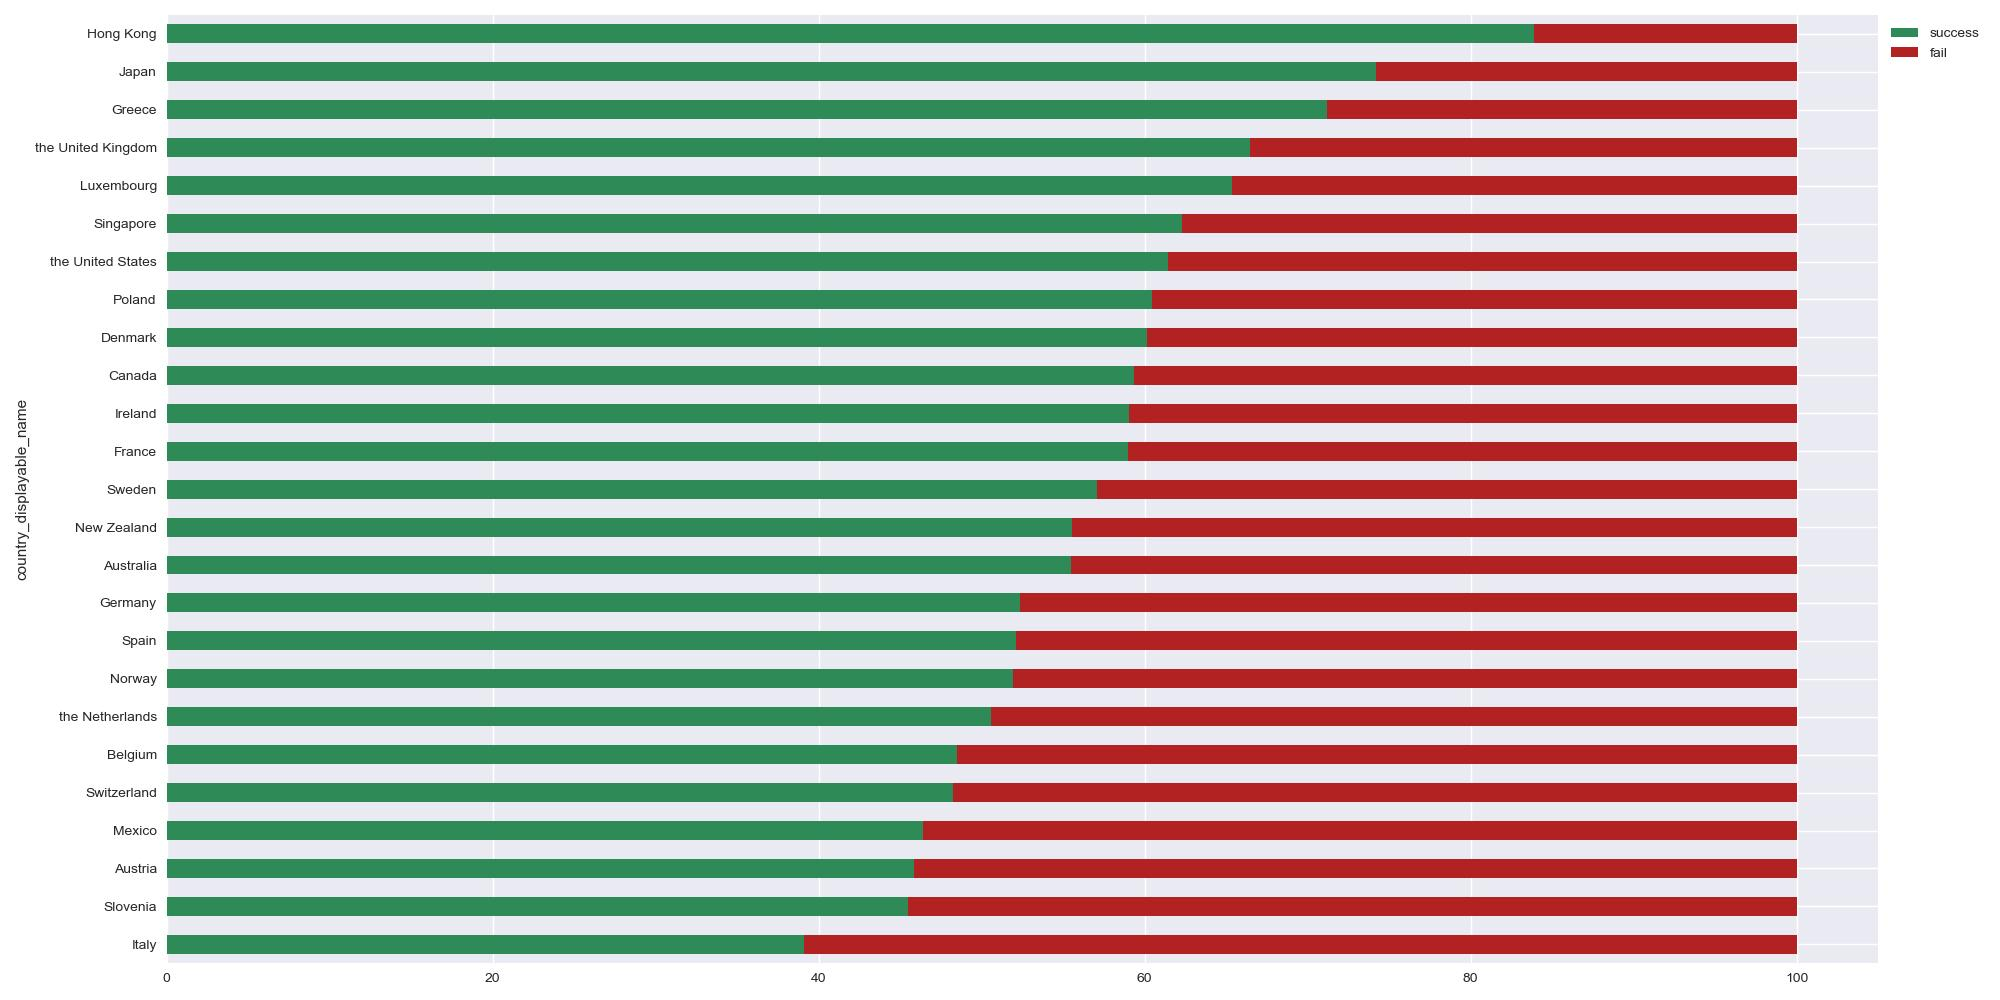 Hong Kong
success
fail
Japan
Greece
the United Kingdom
Luxembourg
Singapore
the United States
Poland
Denmark
Canada
Ireland
country_displayable_name
France
Sweden
New Zealand
Australia
Germany
Spain
Norway
the Netherlands
Belgium
Switzerland
Mexico
Austria
Slovenia
Italy
0 20 40 60 80 100